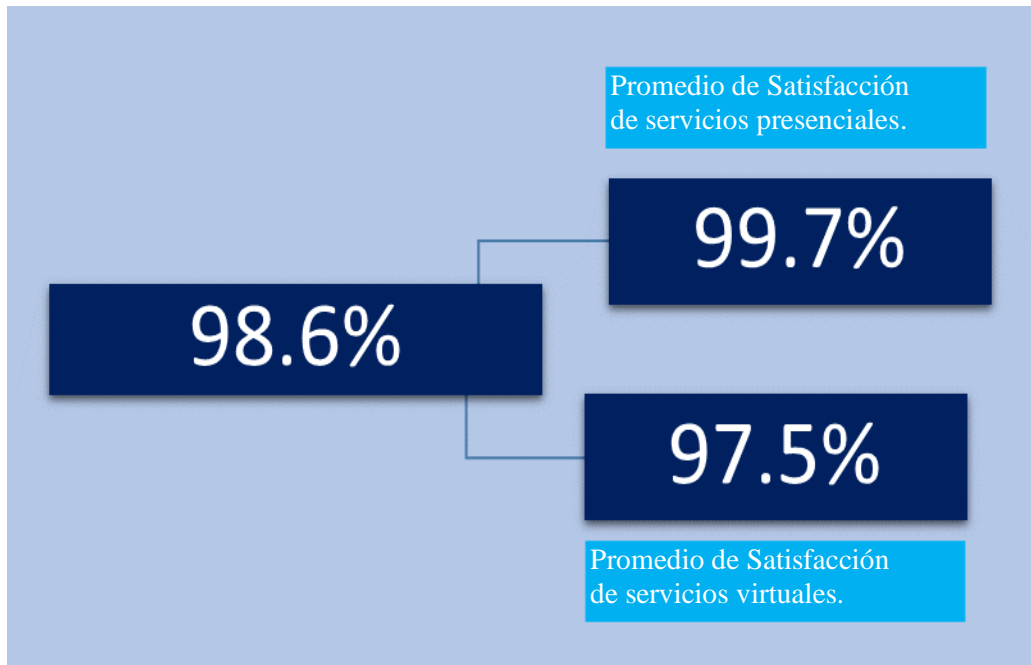 Promedio de Satisfacción
de servicios presenciales.
99.7%
98.6%
97.5%
Promedio de Satisfacción
de servicios virtuales.